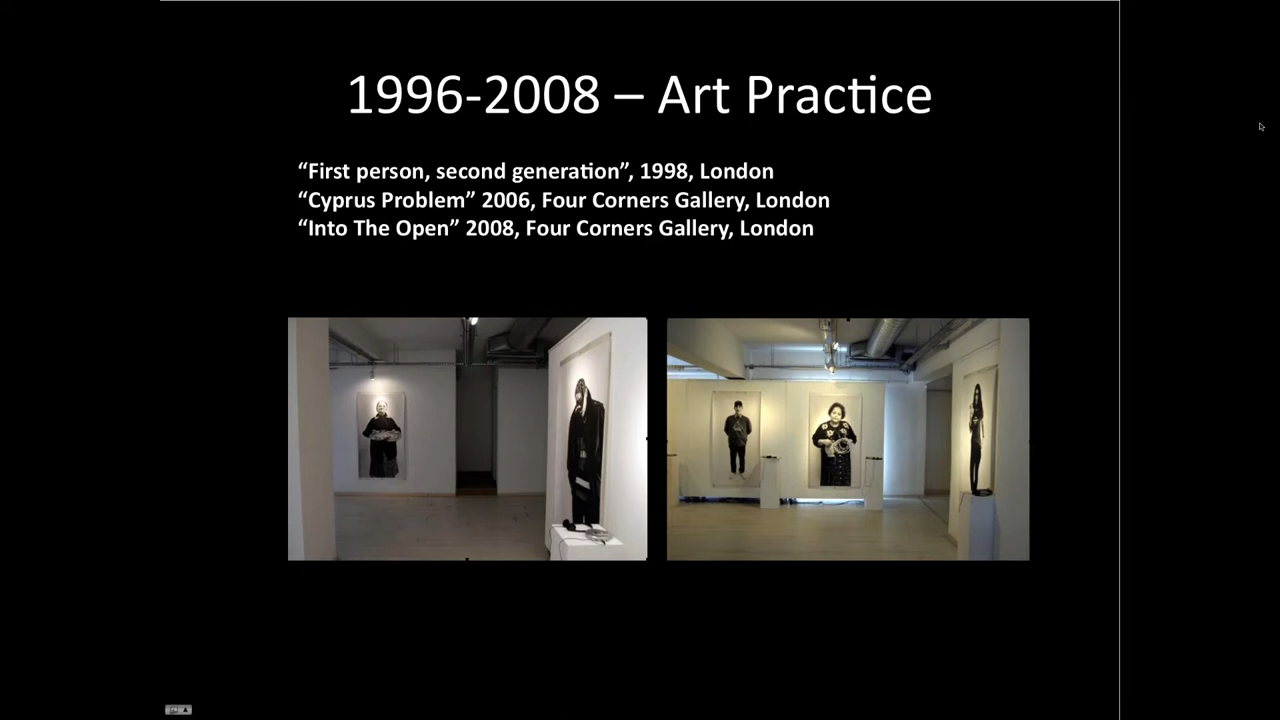 1996-2008 – Art Practice
“First person, second generation”, 1998, London
“Cyprus Problem” 2006, Four Corners Gallery, London
“Into The Open” 2008, Four Corners Gallery, London